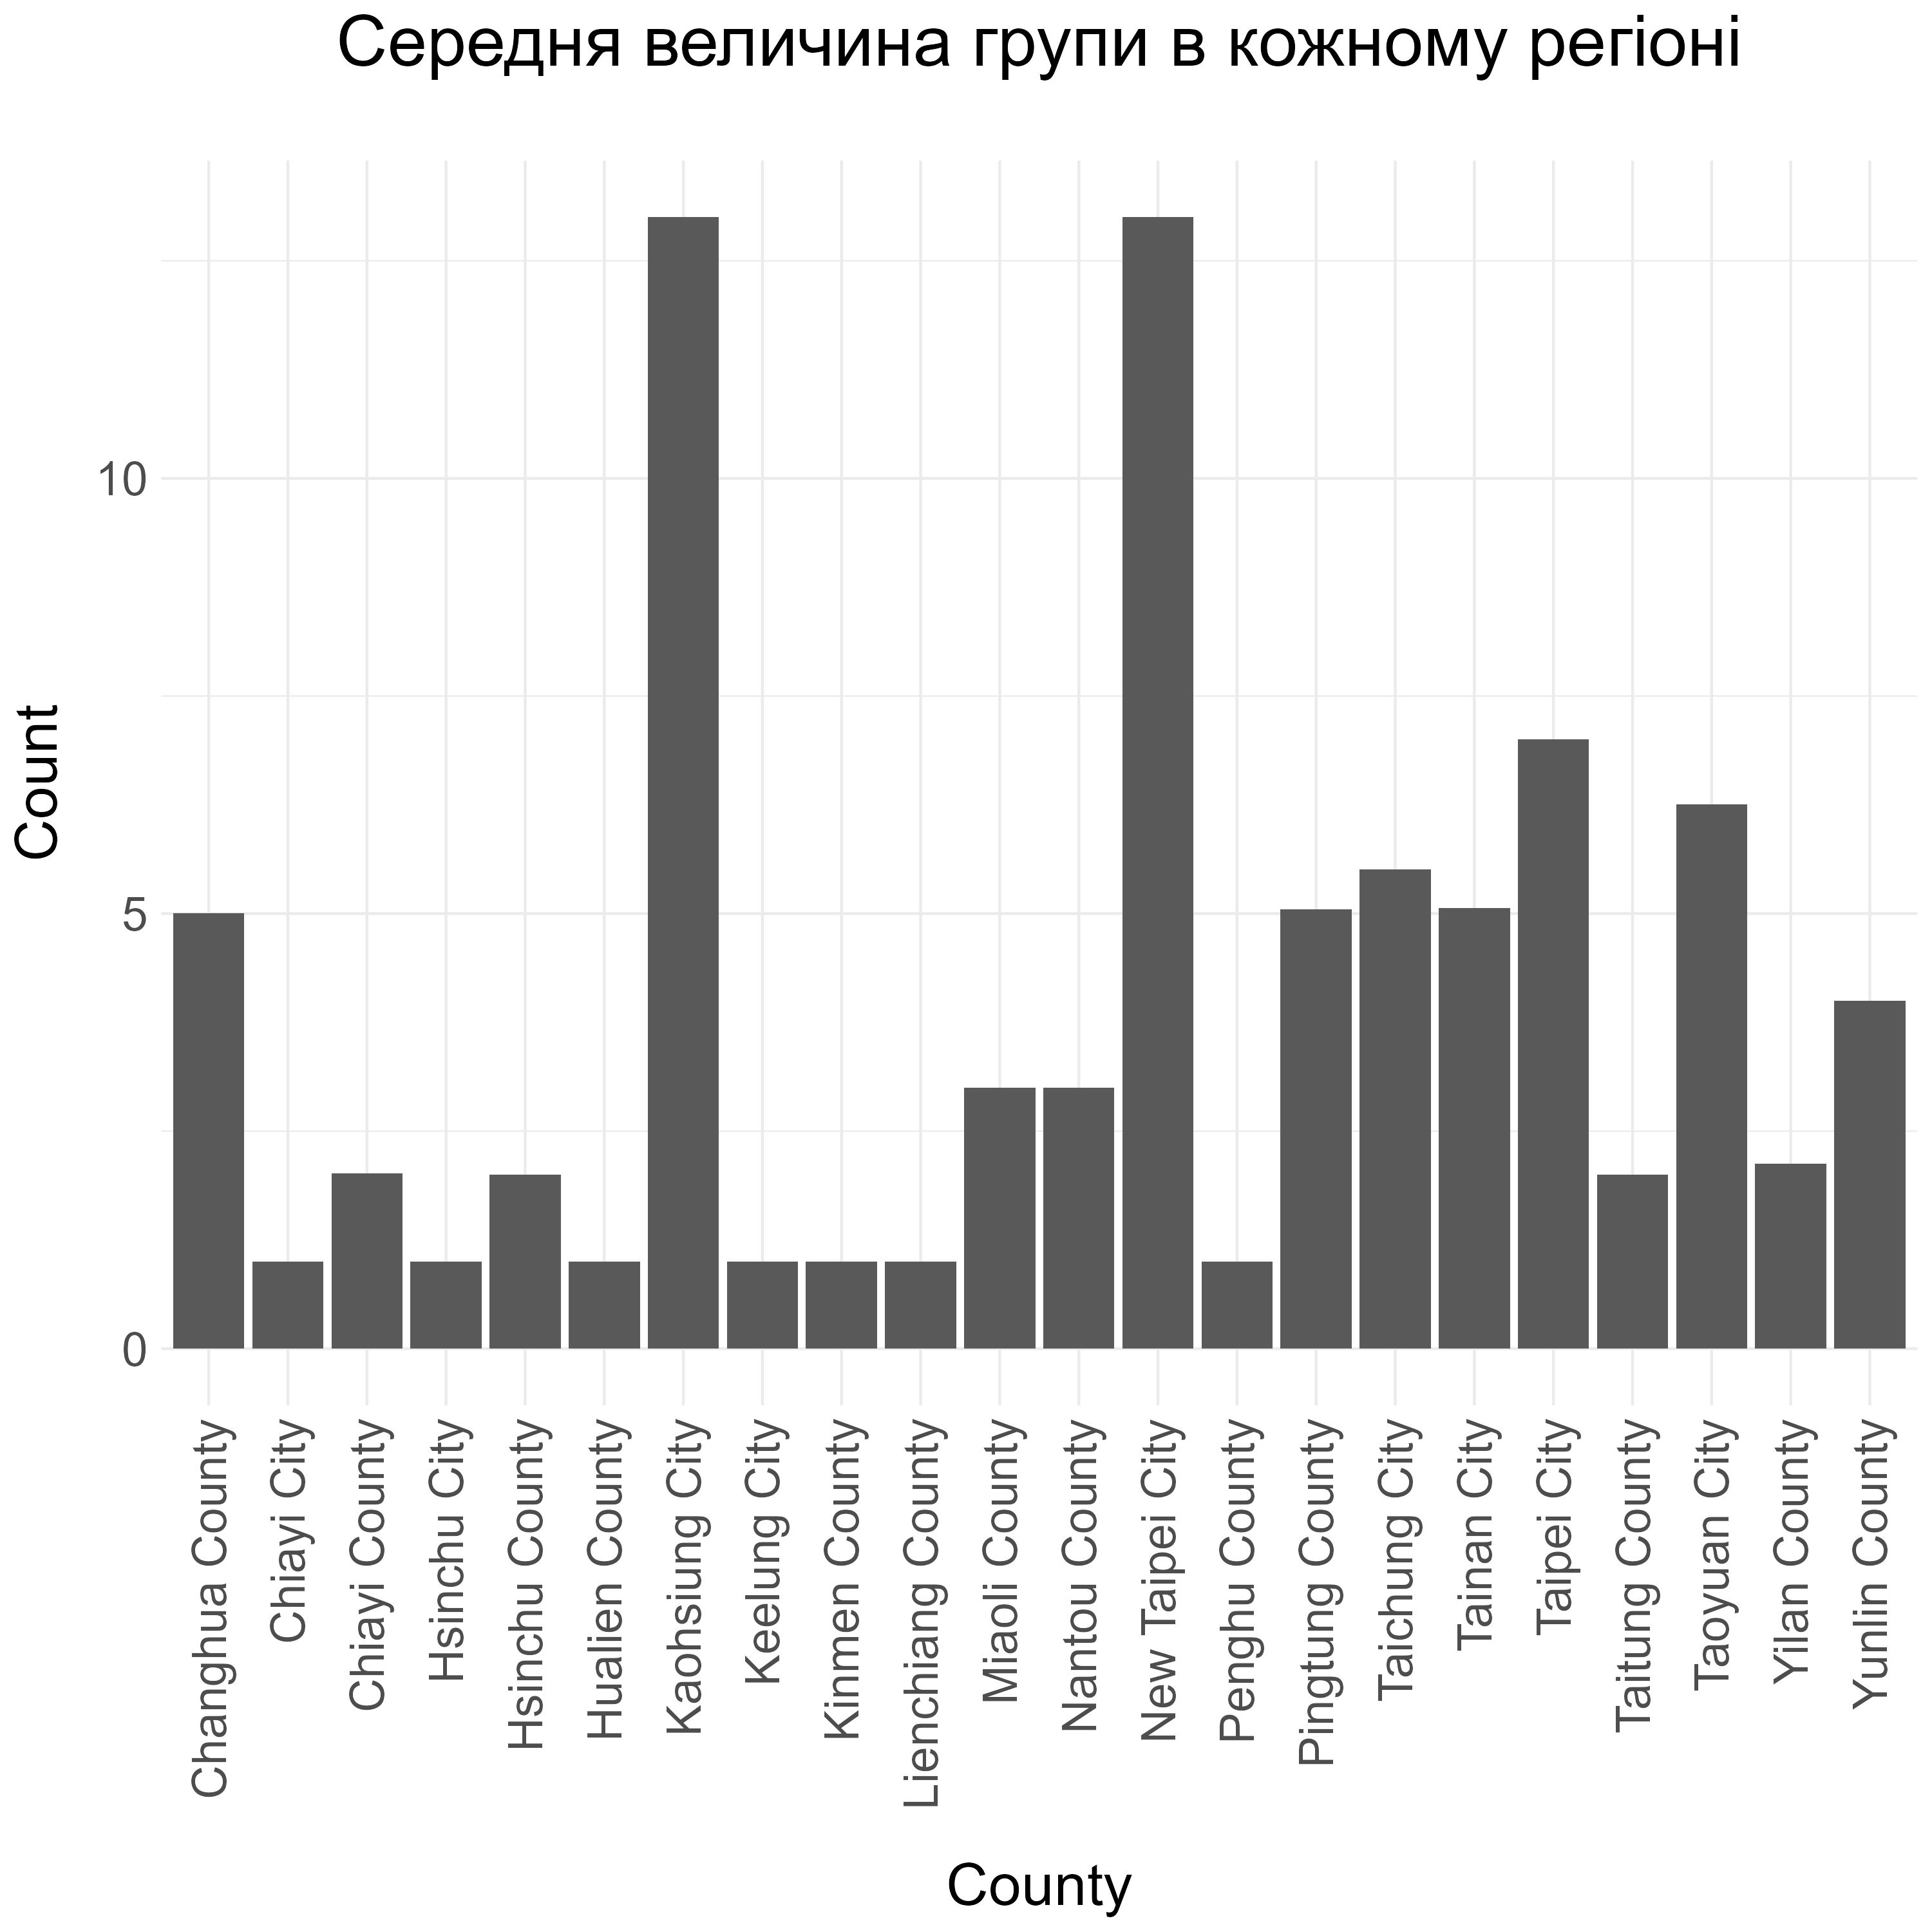 Середня величина групи в кожному регіоні
Count
10
5
0
Changhua County
Chiayi City
Chiayi County
Hsinchu City
Hsinchu County
Hualien County
Kaohsiung City
Keelung City
Kinmen County
Lienchiang County
Miaoli County
Nantou County
New Taipei City
Penghu County
Pingtung County
Taichung City
Tainan City
Taipei City
Taitung County
Taoyuan City
Yilan County
Yunlin County
County